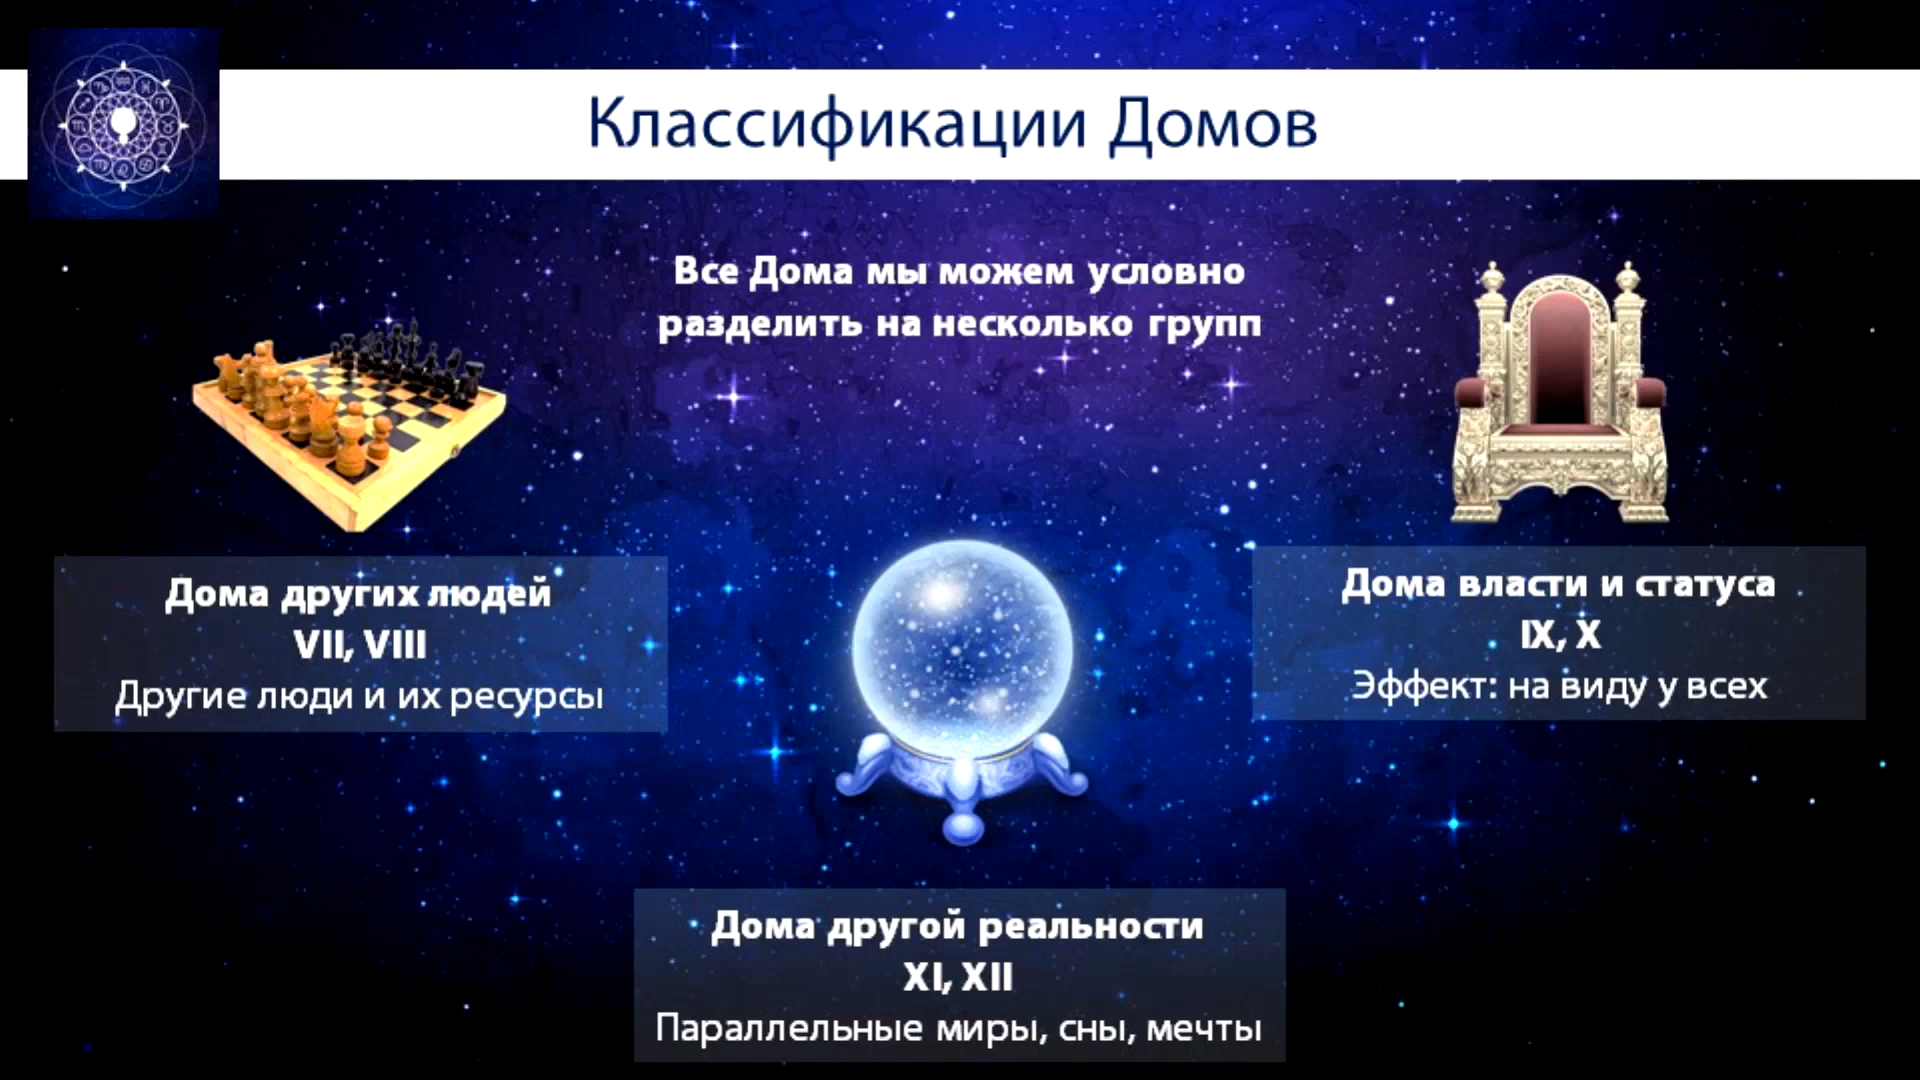 Классификации Домов
Все Дома мы можем условно
разделить на несколько групп
Дома других людей
VII, VIII
Другие люди и их ресурсы
Дома власти и статуса
IX, X
Эффект: на виду у всех
Дома другой реальности
XI, XII
Параллельные миры, сны, мечты